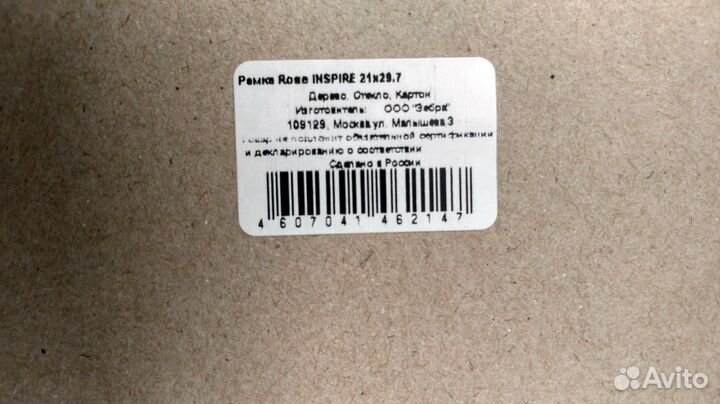 Рамка Rose INSPIRE 21x29.7
Дерево, Стекло, Картон
Изготовитель: ООО "Зебра"
109129, Москва ул. Малышева 3
Товар не подлежит обязательной сертификации
и декларированию о соответствии
Сделано в России
4 607041 462147
Avito